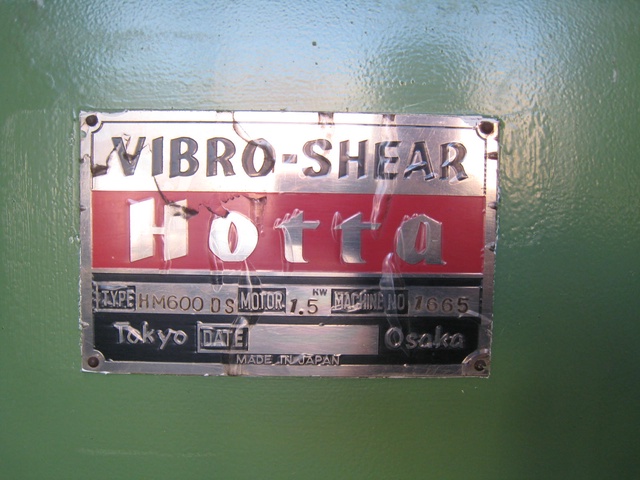 VIBRO-SHEAR
Hotta
TYPE HM600 DS MOTOR 1.5 KW MACHINE NO 1665
Tokyo DATE Osaka
MADE IN JAPAN